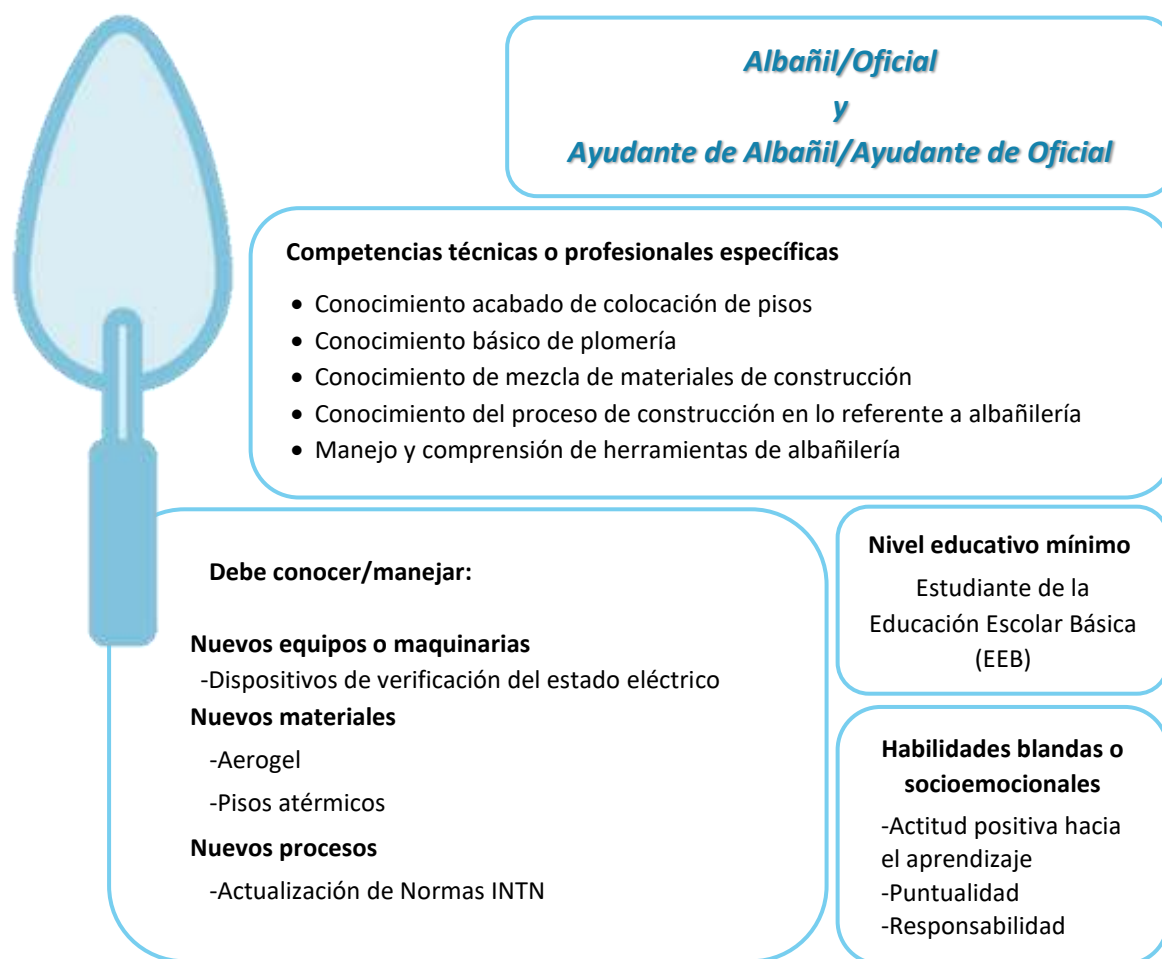 Albañil/Oficial
y
Ayudante de Albañil/Ayudante de Oficial
Competencias técnicas o profesionales específicas
• Conocimiento acabado de colocación de pisos
• Conocimiento básico de plomería
• Conocimiento de mezcla de materiales de construcción
• Conocimiento del proceso de construcción en lo referente a albañilería
• Manejo y comprensión de herramientas de albañilería
Debe conocer/manejar:
Nuevos equipos o maquinarias
-Dispositivos de verificación del estado eléctrico
Nuevos materiales
-Aerogel
-Pisos atérmicos
Nuevos procesos
-Actualización de Normas INTN
Nivel educativo mínimo
Estudiante de la
Educación Escolar Básica
(EEB)
Habilidades blandas o
socioemocionales
-Actitud positiva hacia
el aprendizaje
-Puntualidad
-Responsabilidad